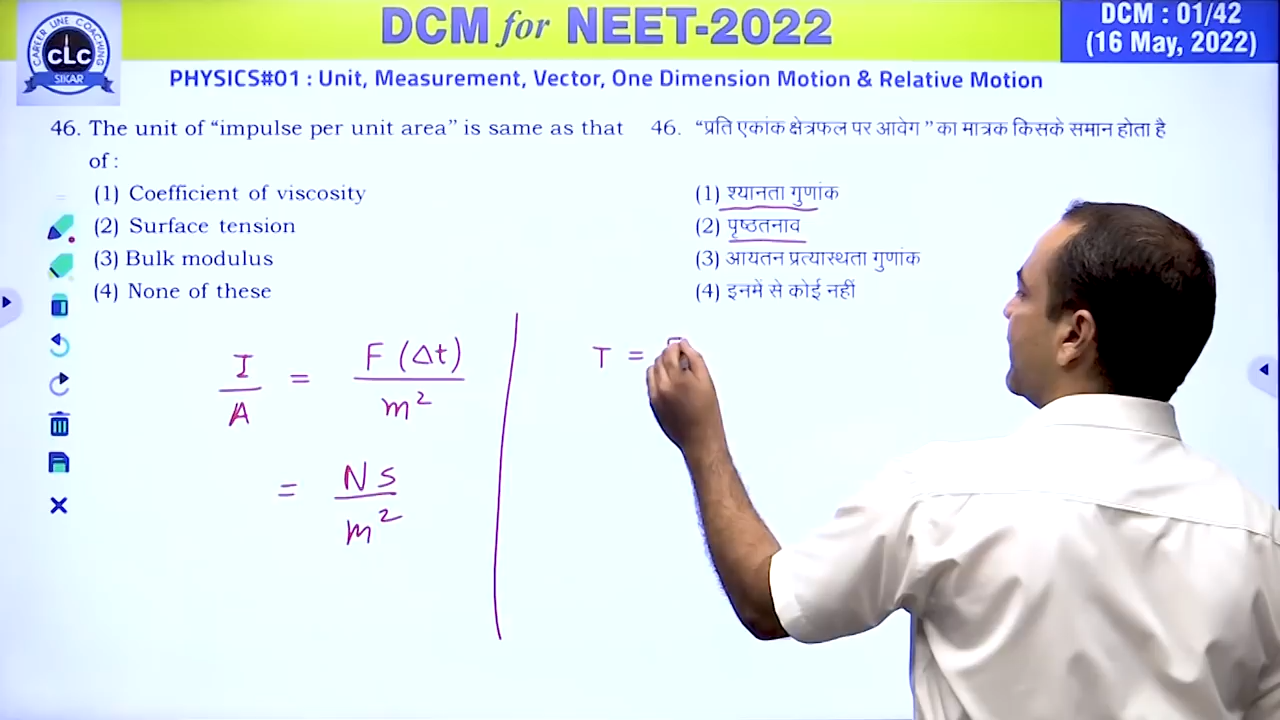 CAREER LINE COACHING
CLC
SIKAR
DCM for NEET-2022
DCM : 01/42
(16 May, 2022)
PHYSICS#01 : Unit, Measurement, Vector, One Dimension Motion & Relative Motion
46. The unit of “impulse per unit area” is same as that
of :
(1) Coefficient of viscosity
(2) Surface tension
(3) Bulk modulus
(4) None of these
46. “प्रति एकांक क्षेत्रफल पर आवेग ” का मात्रक किसके समान होता है
(1) श्यानता गुणांक
(2) पृष्ठतनाव
(3) आयतन प्रत्यास्थता गुणांक
(4) इनमें से कोई नहीं
I/A = F (Δt)/m²
= N s/m²
T =